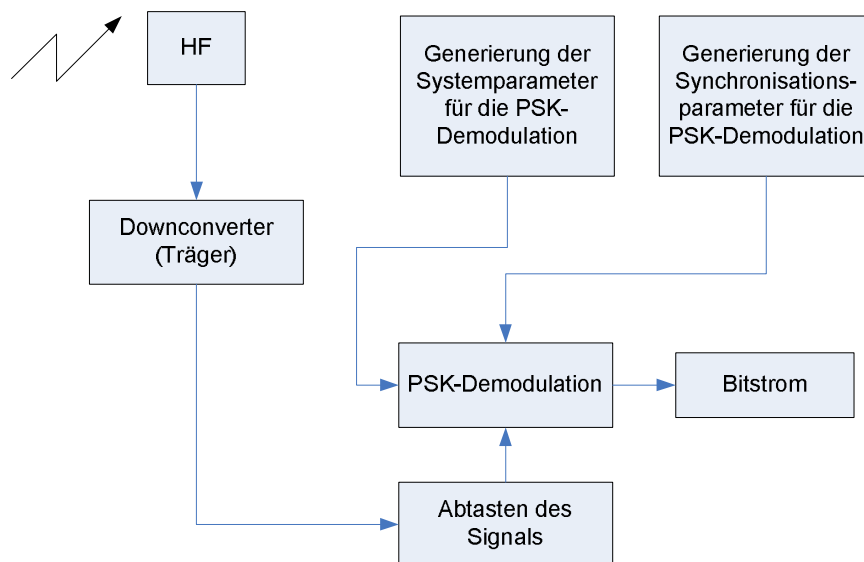 HF
Generierung der
Systemparameter
für die PSK-
Demodulation
Generierung der
Synchronisations-
parameter für die
PSK-Demodulation
Downconverter
(Träger)
PSK-Demodulation
Bitstrom
Abtasten des
Signals